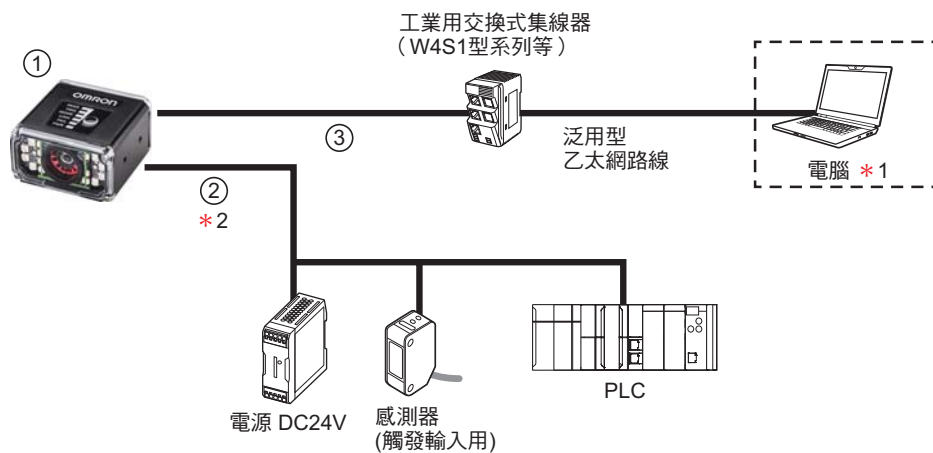 工業用交換式集線器
（W4S1型系列等）
①
OMRON
③
泛用型
乙太網路線
電腦 *1
②
*2
電源 DC24V
感測器
(觸發輸入用)
PLC